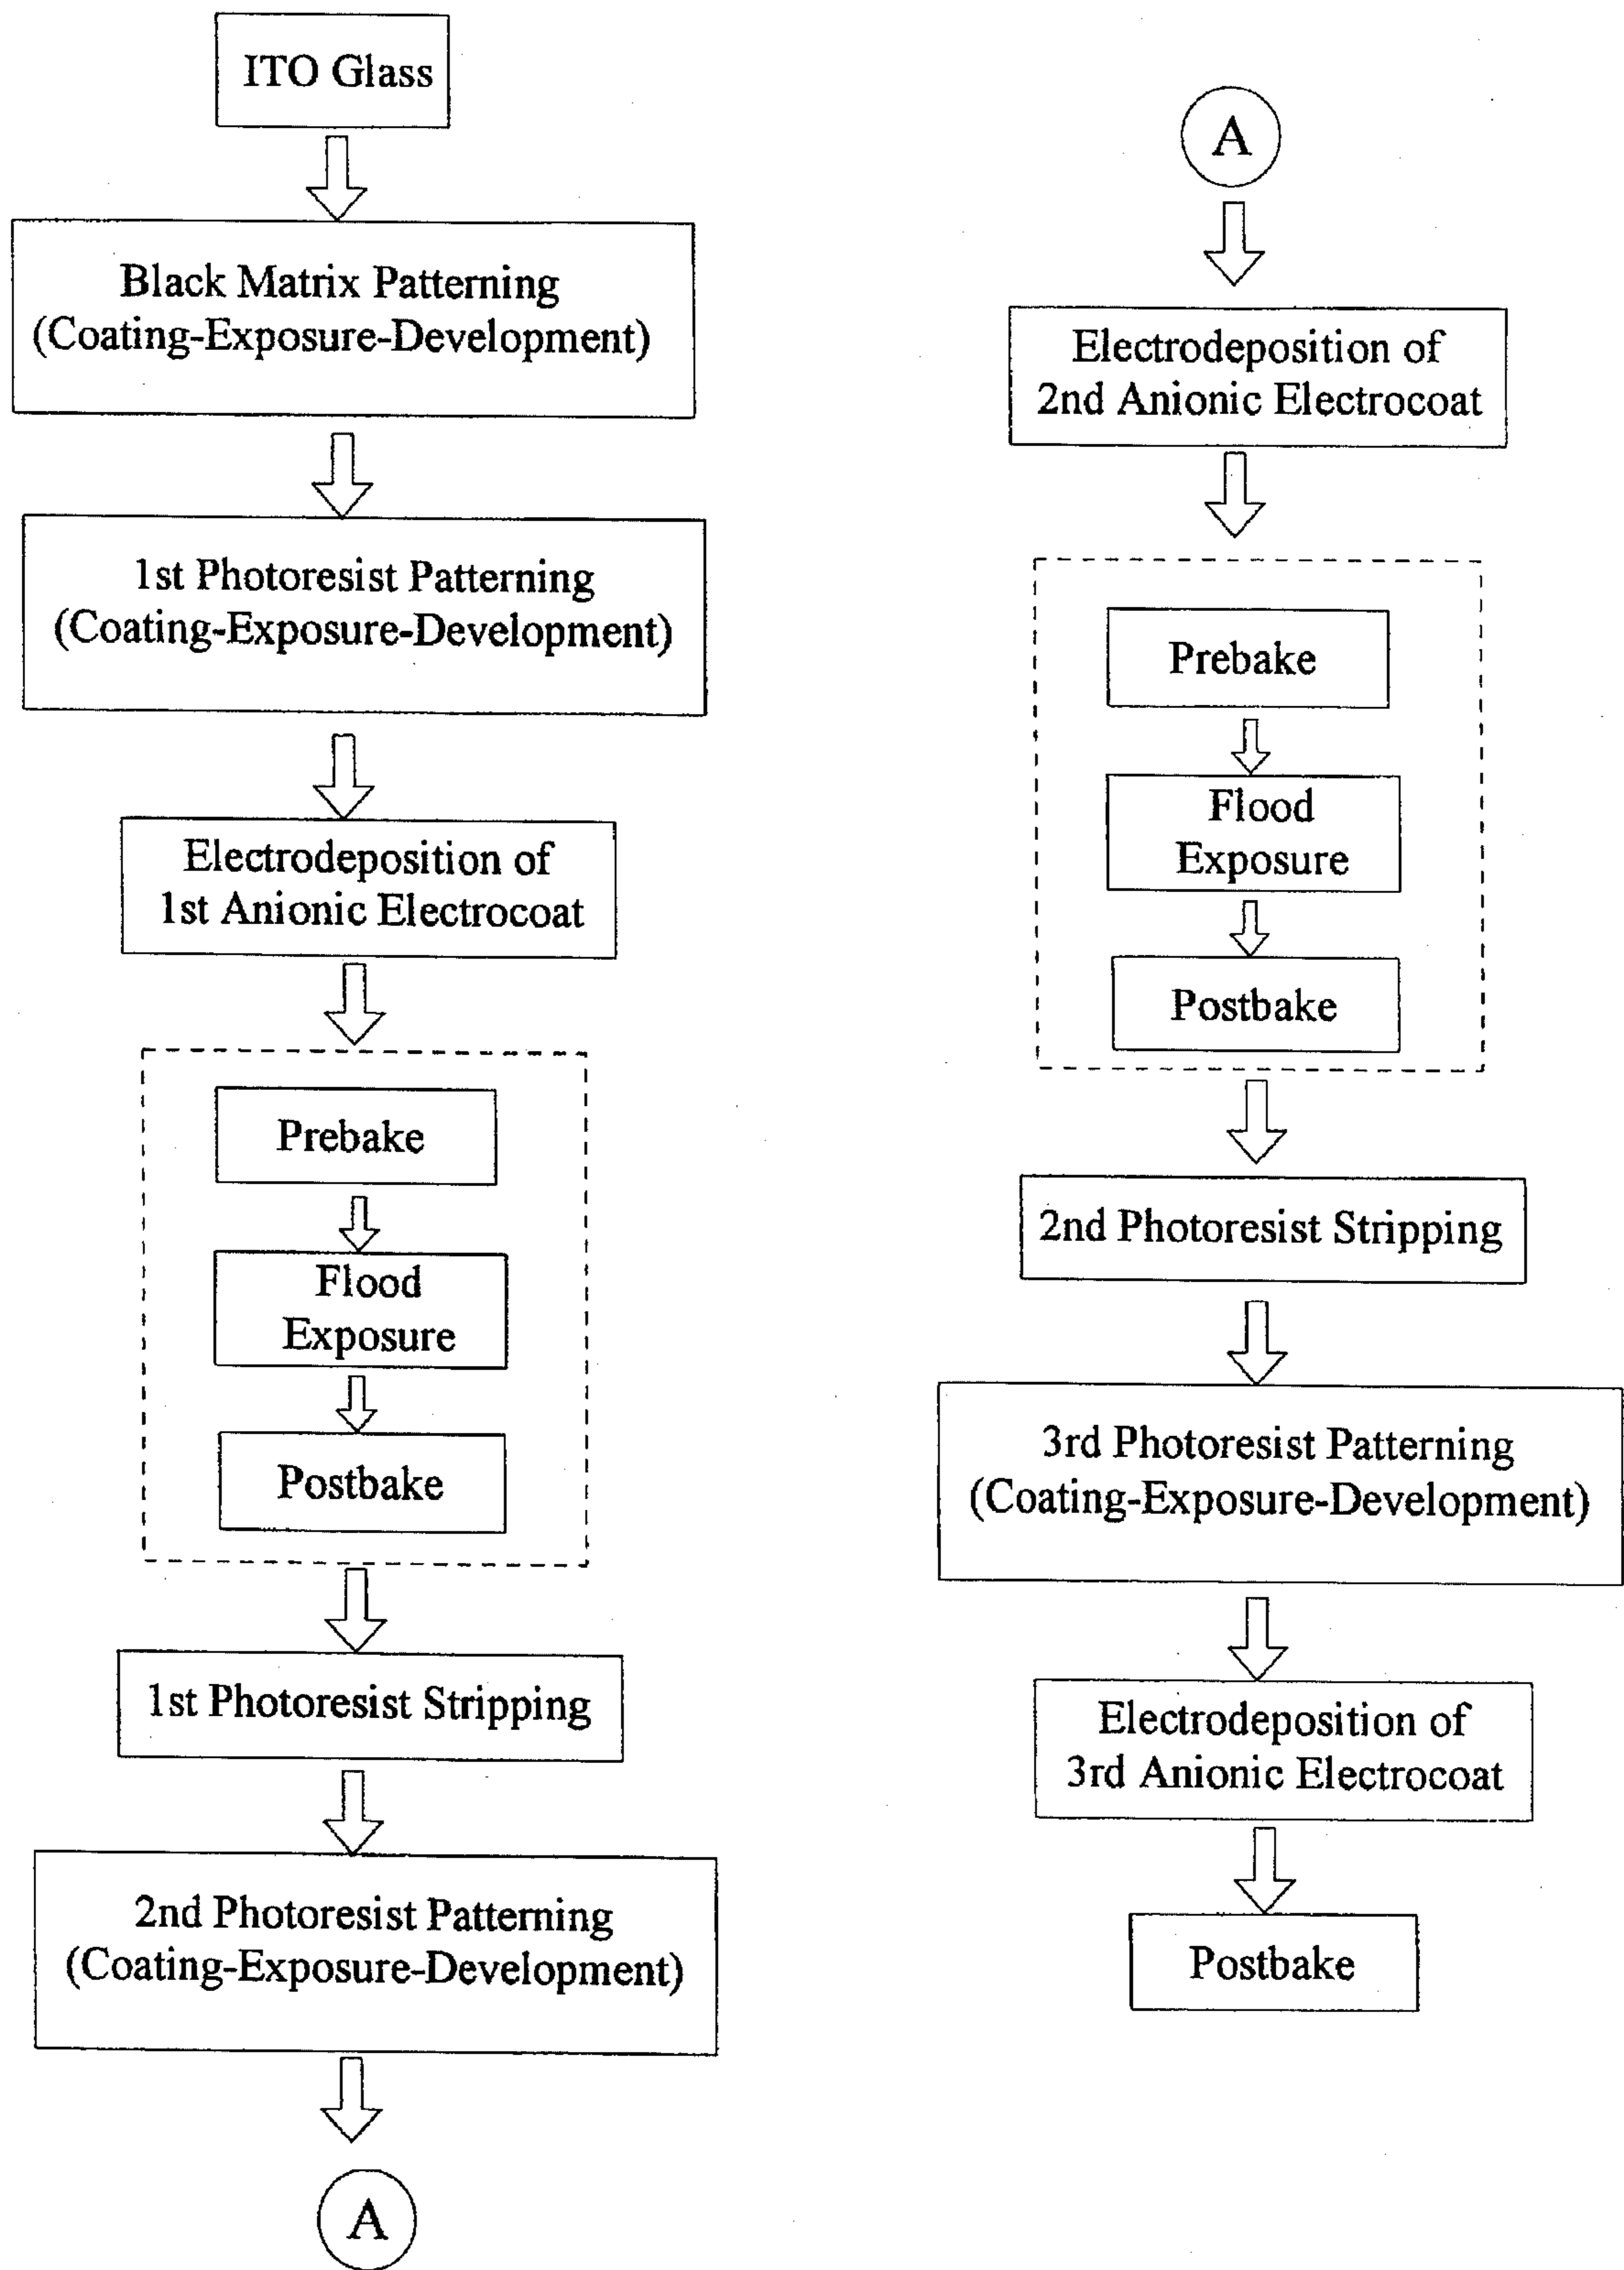 ITO Glass
Black Matrix Patterning
(Coating-Exposure-Development)
1st Photoresist Patterning
(Coating-Exposure-Development)
Electrodeposition of
1st Anionic Electrocoat
Prebake
Flood
Exposure
Postbake
1st Photoresist Stripping
2nd Photoresist Patterning
(Coating-Exposure-Development)
A
A
Electrodeposition of
2nd Anionic Electrocoat
Prebake
Flood
Exposure
Postbake
2nd Photoresist Stripping
3rd Photoresist Patterning
(Coating-Exposure-Development)
Electrodeposition of
3rd Anionic Electrocoat
Postbake